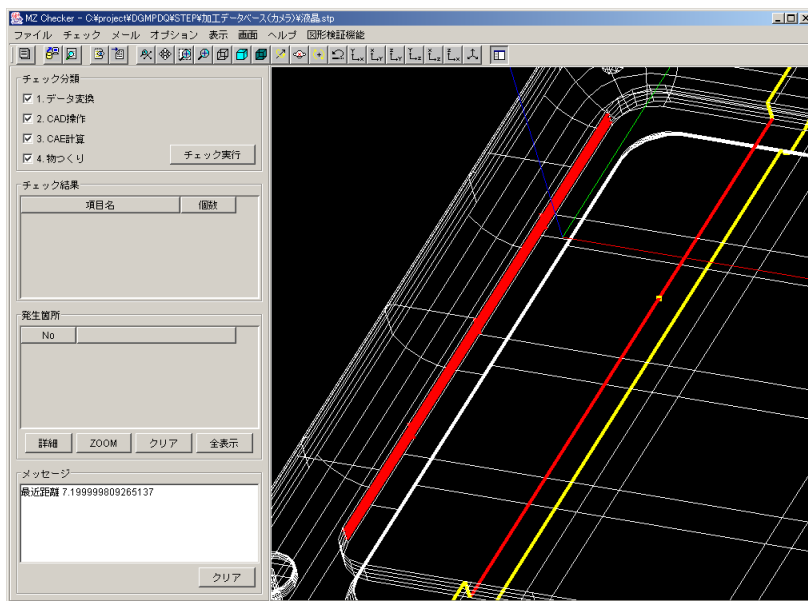 MZ Checker - C:¥project¥DGMPDQ¥STEP¥加工データベース(カメラ)¥液晶.stp
ファイル チェック メール オプション 表示 画面 ヘルプ 図形検証機能
チェック分類
1. データ変換
2. CAD操作
3. CAE計算
4. 物つくり
チェック実行
チェック結果
項目名 個数
発生箇所
No
詳細 ZOOM クリア 全表示
メッセージ
最近距離 7.199999809265137
クリア